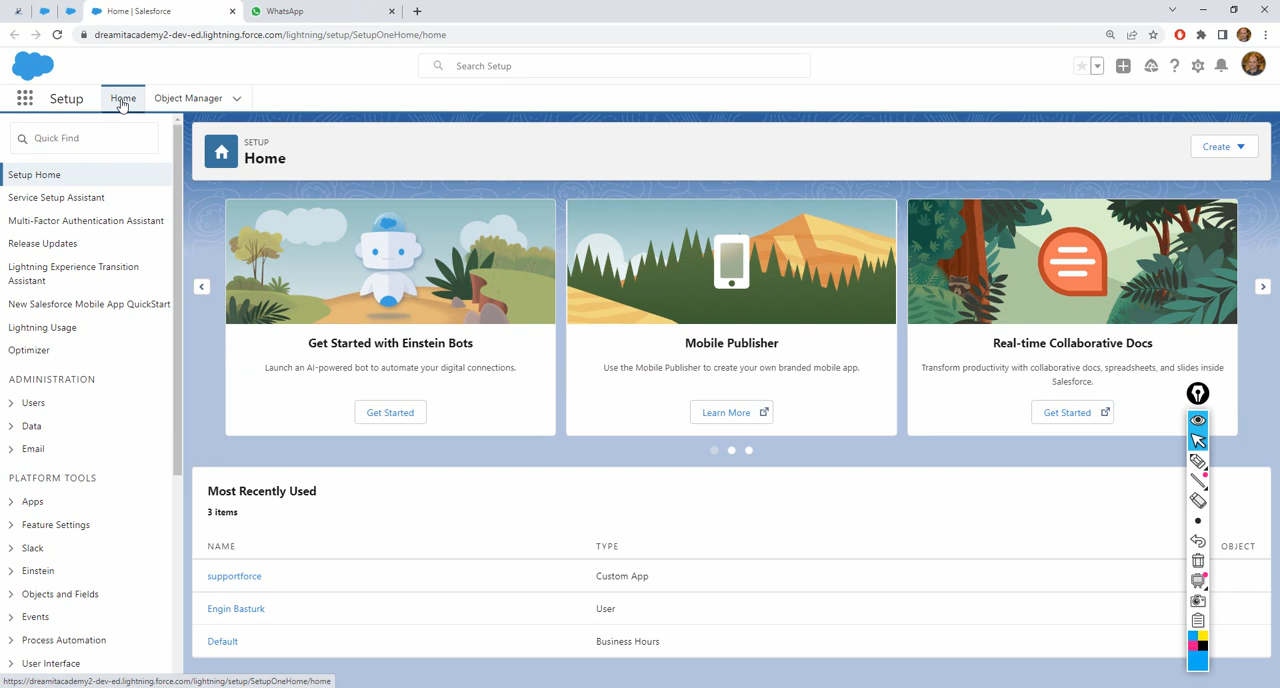 Home | Salesforce
WhatsApp
dreamitacademy2-dev-ed.lightning.force.com/lightning/setup/SetupOneHome/home
Search Setup
Setup
Home
Object Manager
Quick Find
Setup Home
Service Setup Assistant
Multi-Factor Authentication Assistant
Release Updates
Lightning Experience Transition
Assistant
New Salesforce Mobile App QuickStart
Lightning Usage
Optimizer
ADMINISTRATION
Users
Data
Email
PLATFORM TOOLS
Apps
Feature Settings
Slack
Einstein
Objects and Fields
Events
Process Automation
User Interface
SETUP
Home
Create
Get Started with Einstein Bots
Launch an AI-powered bot to automate your digital connections.
Get Started
Mobile Publisher
Use the Mobile Publisher to create your own branded mobile app.
Learn More
Real-time Collaborative Docs
Transform productivity with collaborative docs, spreadsheets, and slides inside
Salesforce.
Get Started
Most Recently Used
3 items
NAME TYPE OBJECT
supportforce Custom App
Engin Basturk User
Default Business Hours
https://dreamitacademy2-dev-ed.lightning.force.com/lightning/setup/SetupOneHome/home